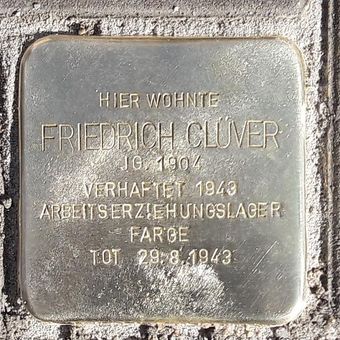 HIER WOHNTE
FRIEDRICH CLÜVER
JG. 1904
VERHAFTET 1943
ARBEITSERZIEHUNGSLAGER
FARGE
TOT 29.8.1943